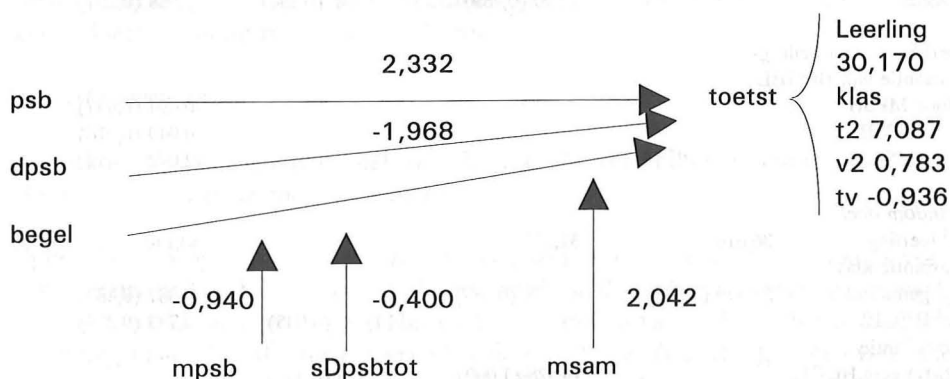 Leerling
30,170
klas
t2 7,087
v2 0,783
tv -0,936
psb
2,332
toetst
dpsb
-1,968
begel
-0,940
-0,400
2,042
mpsb
sDpsbtot
msam